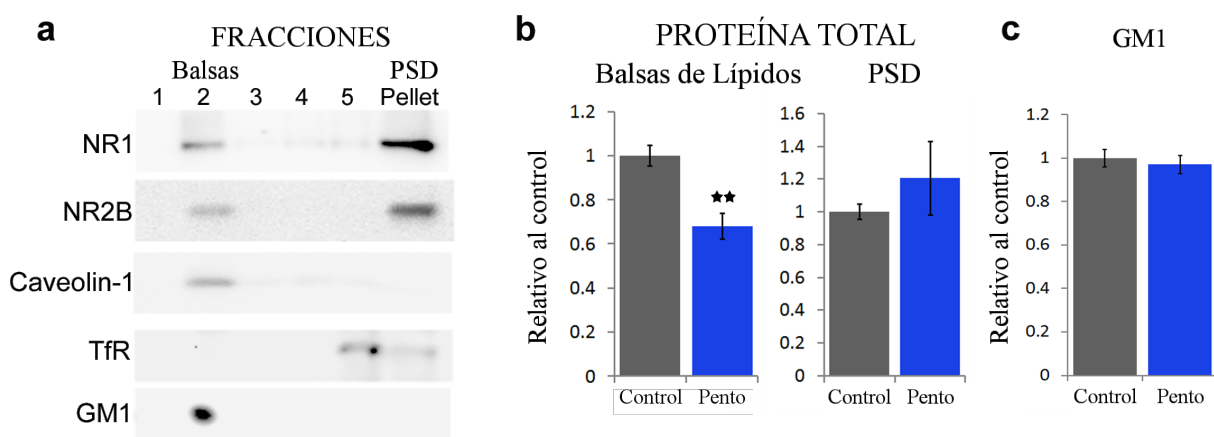 a
FRACCIONES
Balsas PSD
1 2 3 4 5 Pellet
NR1
NR2B
Caveolin-1
TfR
GM1
b
PROTEÍNA TOTAL
Balsas de Lípidos PSD
Relativo al control
1.2
1
0.8
0.6
0.4
0.2
0
Control Pento
1.6
1.4
1.2
1
0.8
0.6
0.4
0.2
0
Control Pento
c
GM1
Relativo al control
1.2
1
0.8
0.6
0.4
0.2
0
Control Pento